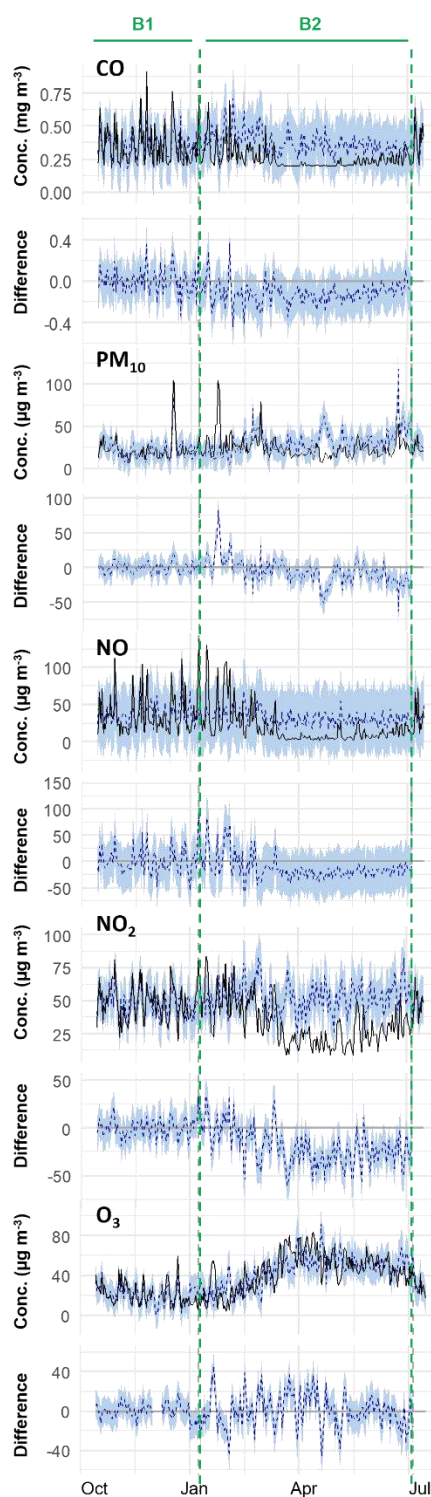 B1 B2
CO
Conc. (mg m⁻³)
0.75
0.50
0.25
0.00
Difference
0.4
0.0
-0.4
PM₁₀
Conc. (µg m⁻³)
100
50
0
Difference
100
50
0
-50
NO
Conc. (µg m⁻³)
100
50
0
Difference
150
100
50
0
-50
NO₂
Conc. (µg m⁻³)
100
75
50
25
Difference
50
0
-50
O₃
Conc. (µg m⁻³)
80
40
0
Difference
40
0
-40
Oct Jan Apr Jul